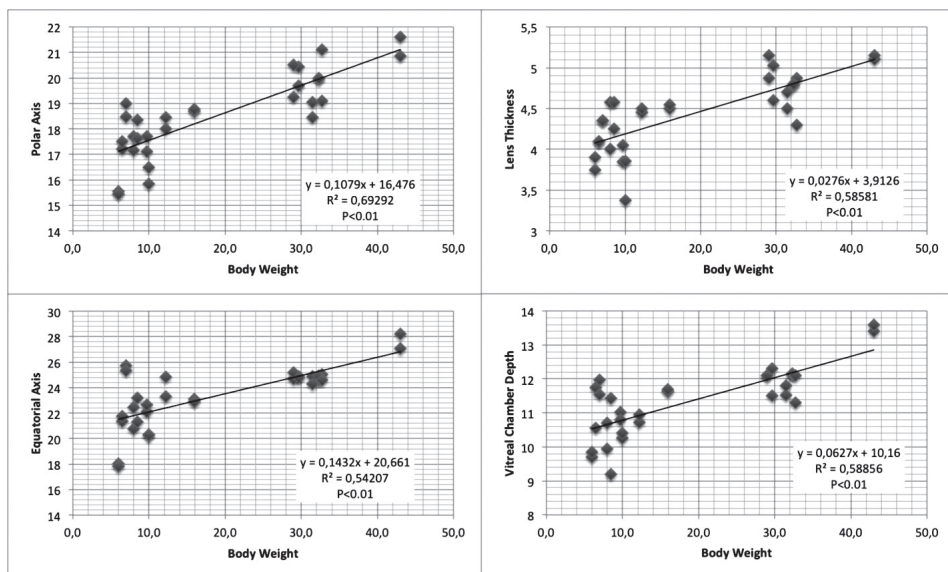 Polar Axis
22
21
20
19
18
17
16
15
14
y = 0,1079x + 16,476
R² = 0,69292
P<0.01
0,0 10,0 20,0 30,0 40,0 50,0
Body Weight
Lens Thickness
5,5
5
4,5
4
3,5
3
y = 0,0276x + 3,9126
R² = 0,58581
P<0.01
0,0 10,0 20,0 30,0 40,0 50,0
Body Weight
Equatorial Axis
30
28
26
24
22
20
18
16
14
y = 0,1432x + 20,661
R² = 0,54207
P<0.01
0,0 10,0 20,0 30,0 40,0 50,0
Body Weight
Vitreal Chamber Depth
14
13
12
11
10
9
8
y = 0,0627x + 10,16
R² = 0,58856
P<0.01
0,0 10,0 20,0 30,0 40,0 50,0
Body Weight